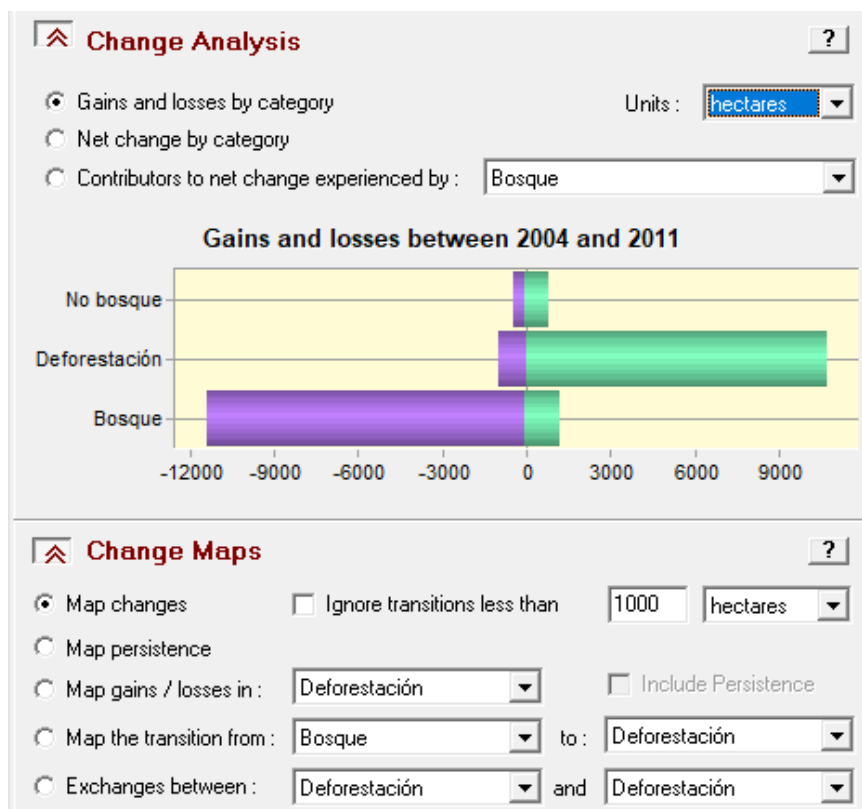 Change Analysis ?
Gains and losses by category Units : hectares
Net change by category
Contributors to net change experienced by : Bosque
Gains and losses between 2004 and 2011
No bosque
Deforestación
Bosque
-12000 -9000 -6000 -3000 0 3000 6000 9000
Change Maps ?
Map changes Ignore transitions less than 1000 hectares
Map persistence
Map gains / losses in : Deforestación Include Persistence
Map the transition from : Bosque to : Deforestación
Exchanges between : Deforestación and Deforestación